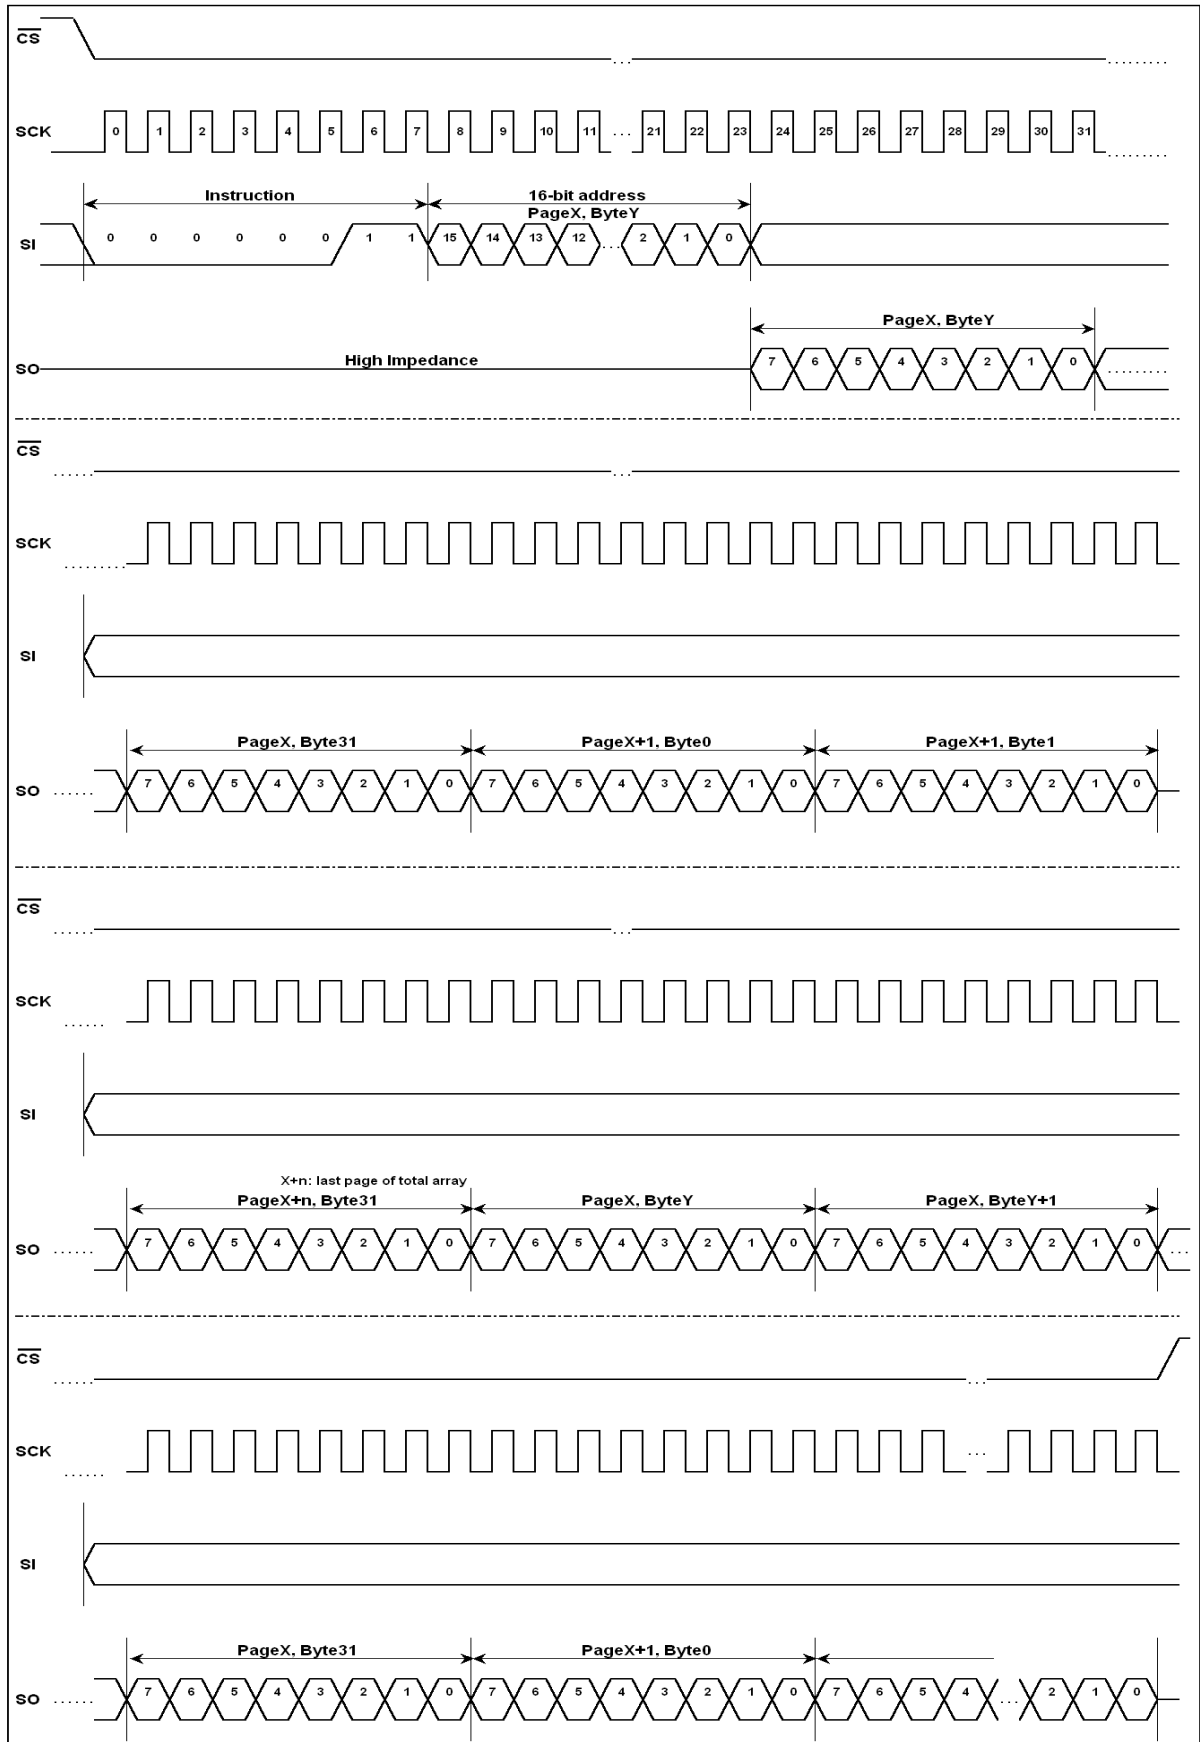 CS
SCK 0 1 2 3 4 5 6 7 8 9 10 11 ... 21 22 23 24 25 26 27 28 29 30 31
Instruction 16-bit address
PageX, ByteY
SI 0 0 0 0 0 0 1 1 15 14 13 12 ... 2 1 0
PageX, ByteY
High Impedance
SO 7 6 5 4 3 2 1 0
CS
SCK
SI
PageX, Byte31 PageX+1, Byte0 PageX+1, Byte1
SO 7 6 5 4 3 2 1 0 7 6 5 4 3 2 1 0 7 6 5 4 3 2 1 0
CS
SCK
SI
X+n: last page of total array
PageX+n, Byte31 PageX, ByteY PageX, ByteY+1
SO 7 6 5 4 3 2 1 0 7 6 5 4 3 2 1 0 7 6 5 4 3 2 1 0
CS
SCK
SI
PageX, Byte31 PageX+1, Byte0
SO 7 6 5 4 3 2 1 0 7 6 5 4 3 2 1 0 7 6 5 4 ... 2 1 0